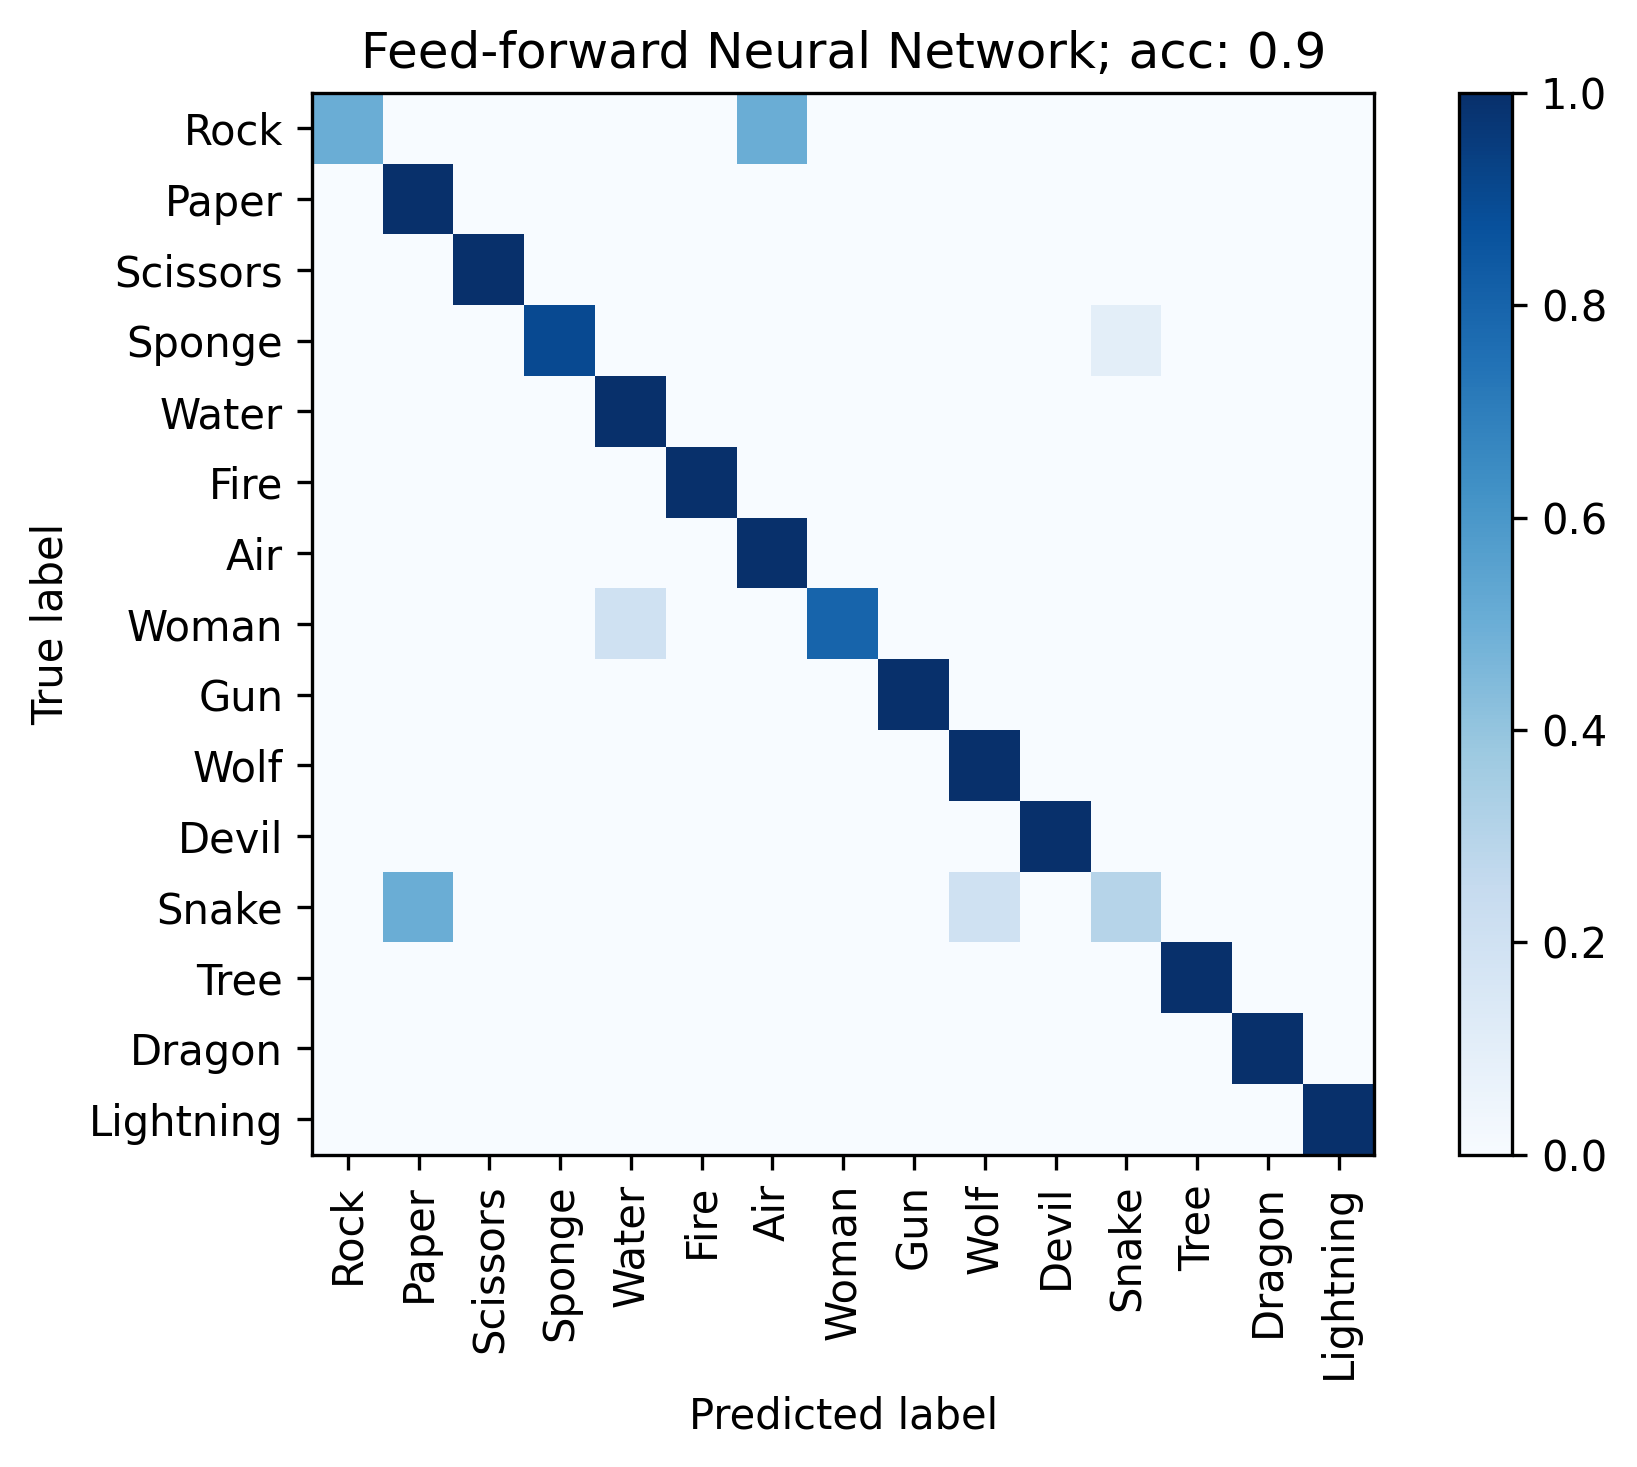 Feed-forward Neural Network; acc: 0.9
Rock
Paper
Scissors
Sponge
Water
Fire
Air
Woman
Gun
Wolf
Devil
Snake
Tree
Dragon
Lightning
True label
Rock
Paper
Scissors
Sponge
Water
Fire
Air
Woman
Gun
Wolf
Devil
Snake
Tree
Dragon
Lightning
Predicted label
1.0
0.8
0.6
0.4
0.2
0.0